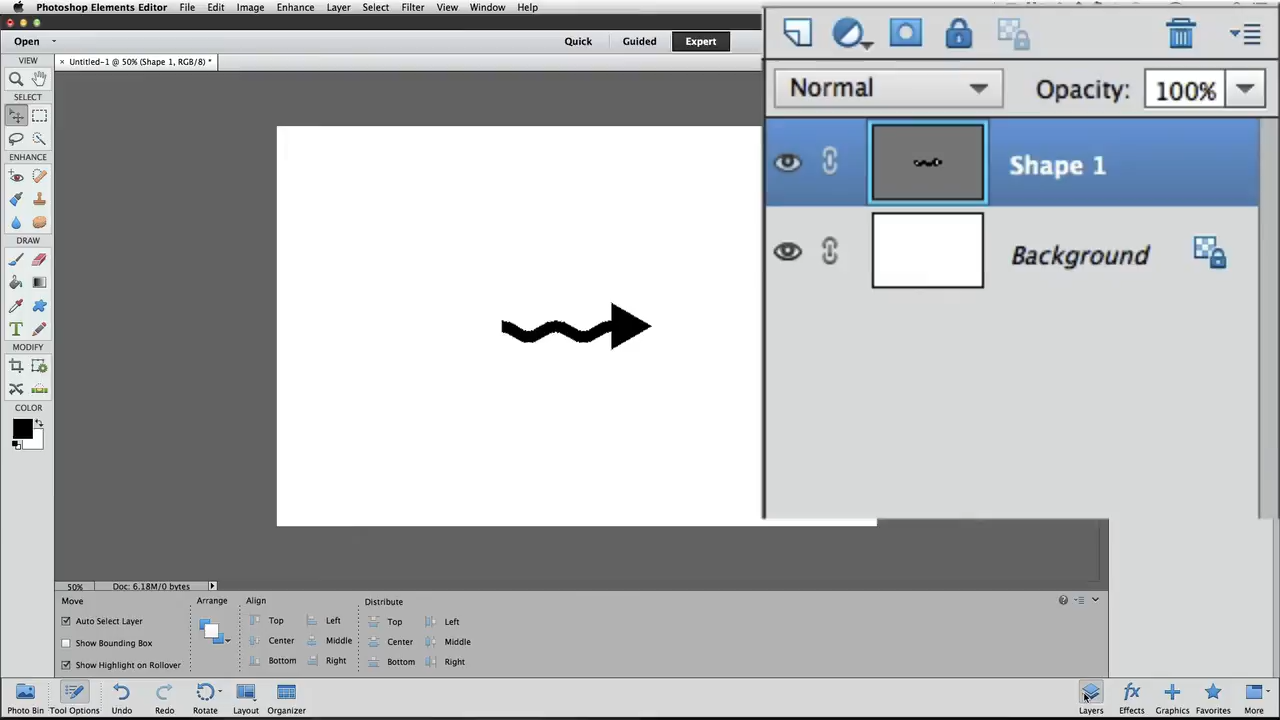 Photoshop Elements Editor File Edit Image Enhance Layer Select Filter View Window Help
Open Quick Guided Expert
VIEW
Untitled-1 @ 50% (Shape 1, RGB/8) *
SELECT
ENHANCE
DRAW
T
MODIFY
COLOR
Normal Opacity: 100%
Shape 1
Background
50% Doc: 6.18M/0 bytes
Move Arrange Align Distribute
Auto Select Layer Top Left Top Left
Show Bounding Box Center Middle Center Middle
Show Highlight on Rollover Bottom Right Bottom Right
Photo Bin Tool Options Undo Redo Rotate Layout Organizer Layers fx Effects Graphics Favorites More